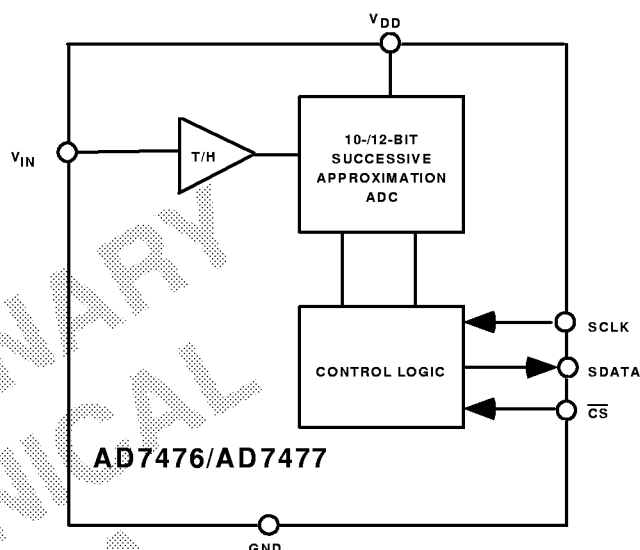 VDD
VIN
T/H
10-/12-BIT
SUCCESSIVE
APPROXIMATION
ADC
SCLK
CONTROL LOGIC
SDATA
CS
AD7476/AD7477
GND